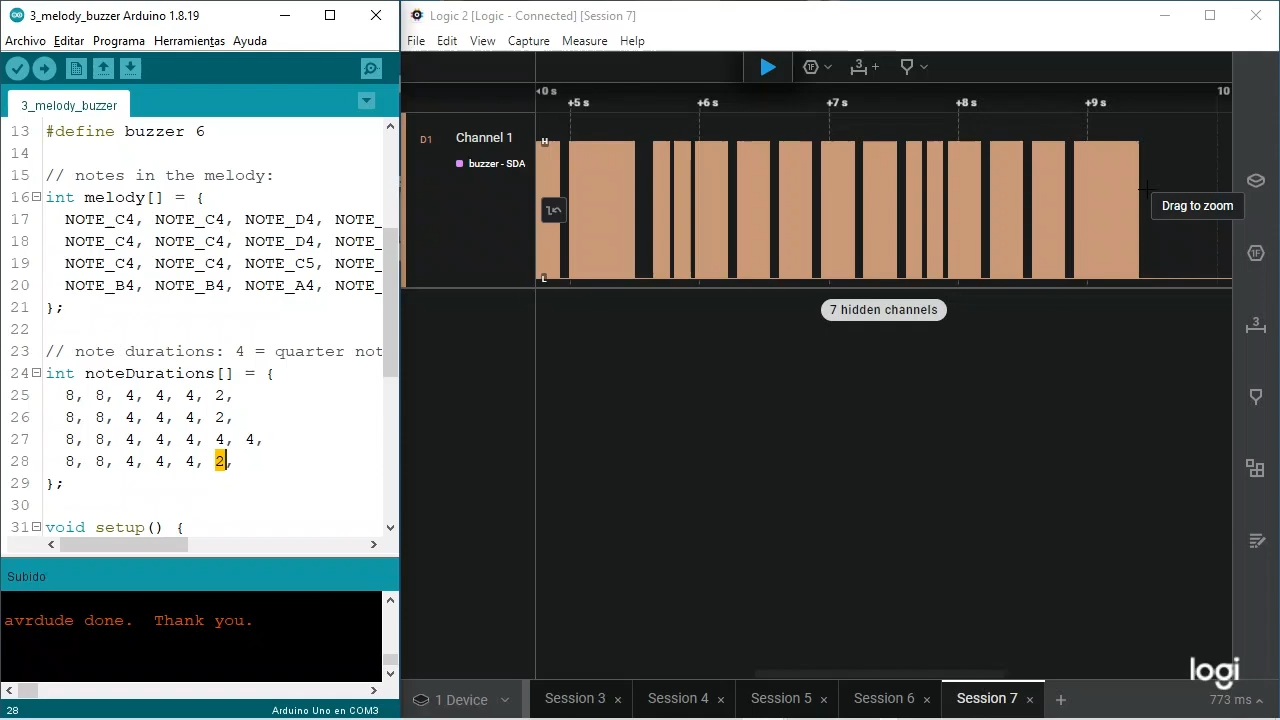 3_melody_buzzer Arduino 1.8.19
Archivo Editar Programa Herramientas Ayuda
3_melody_buzzer
13 #define buzzer 6
14
15 // notes in the melody:
16 int melody[] = {
17 NOTE_C4, NOTE_C4, NOTE_D4, NOTE_
18 NOTE_C4, NOTE_C4, NOTE_D4, NOTE_
19 NOTE_C4, NOTE_C4, NOTE_C5, NOTE_
20 NOTE_B4, NOTE_B4, NOTE_A4, NOTE_
21 };
22
23 // note durations: 4 = quarter not
24 int noteDurations[] = {
25 8, 8, 4, 4, 4, 2,
26 8, 8, 4, 4, 4, 2,
27 8, 8, 4, 4, 4, 4, 4,
28 8, 8, 4, 4, 4, 2,
29 };
30
31 void setup() {
Subido
avrdude done.  Thank you.
28 Arduino Uno en COM3
Logic 2 [Logic - Connected] [Session 7]
File Edit View Capture Measure Help
0 s 10
+5 s +6 s +7 s +8 s +9 s
D1 Channel 1 H
buzzer - SDA
Drag to zoom
L
7 hidden channels
logi
1 Device Session 3 Session 4 Session 5 Session 6 Session 7 773 ms